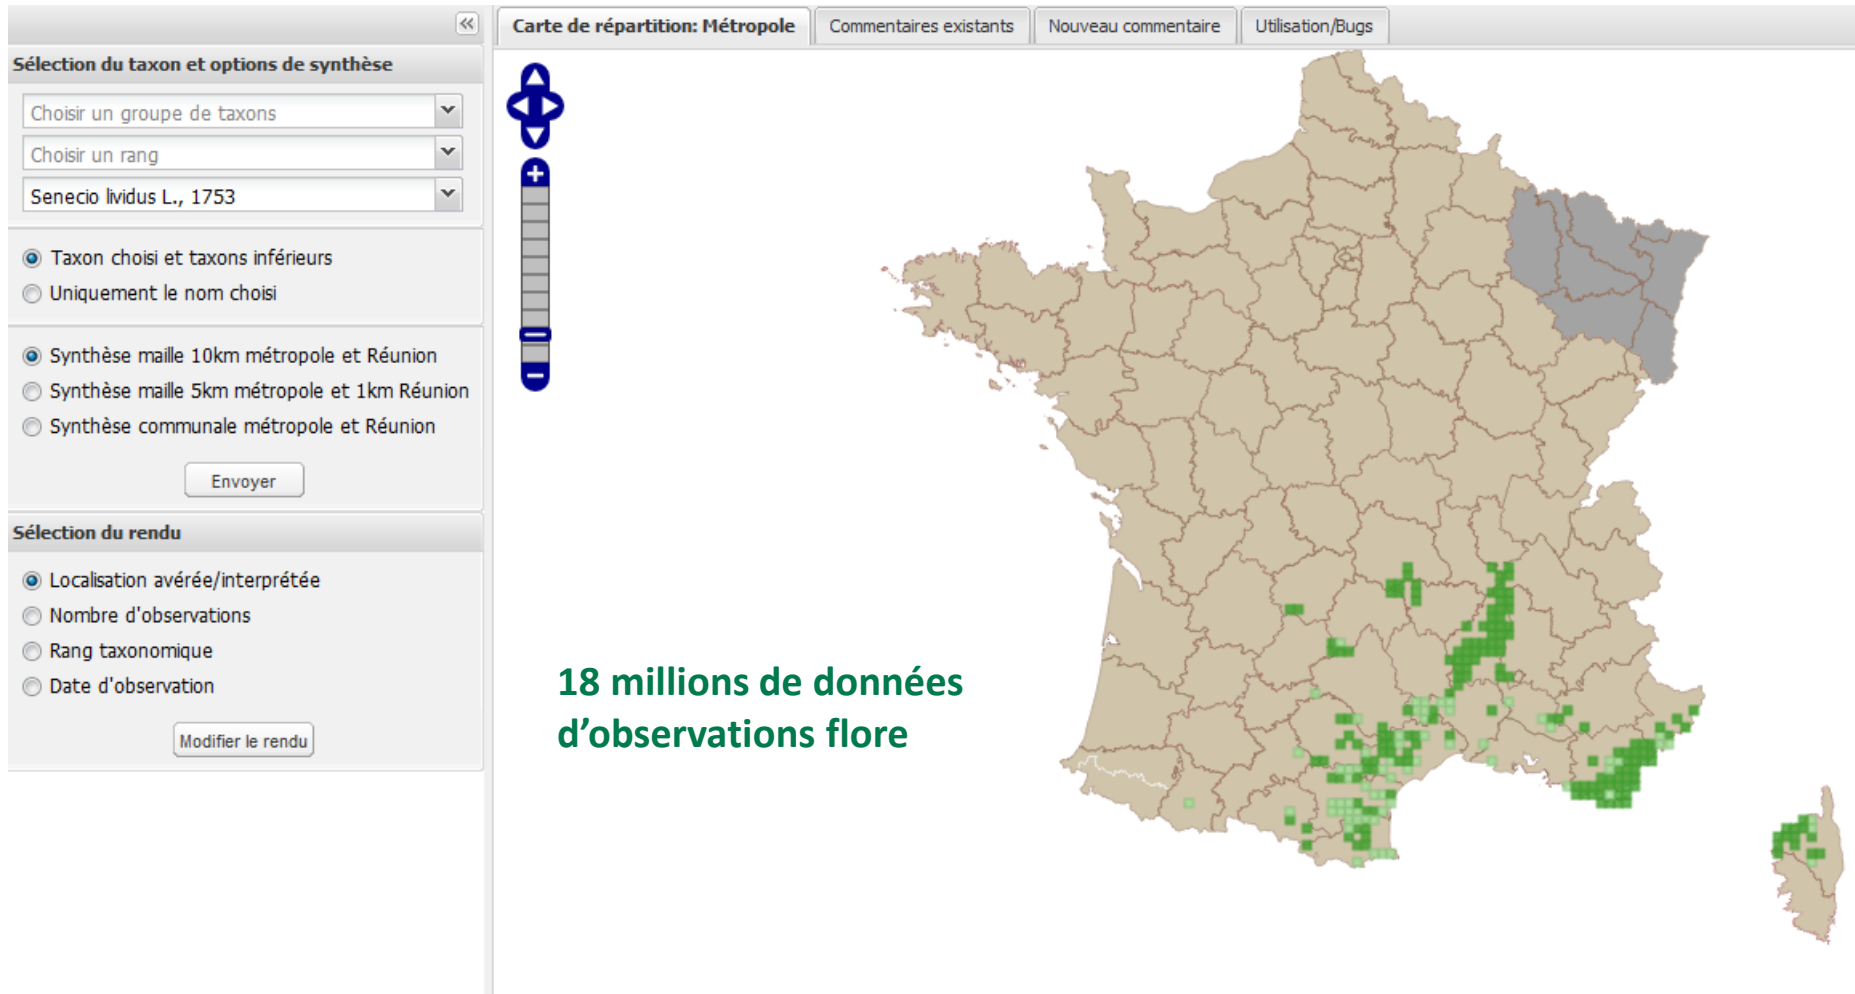 Sélection du taxon et options de synthèse
Choisir un groupe de taxons
Choisir un rang
Senecio lividus L., 1753
Taxon choisi et taxons inférieurs
Uniquement le nom choisi
Synthèse maille 10km métropole et Réunion
Synthèse maille 5km métropole et 1km Réunion
Synthèse communale métropole et Réunion
Envoyer
Sélection du rendu
Localisation avérée/interprétée
Nombre d'observations
Rang taxonomique
Date d'observation
Modifier le rendu
Carte de répartition: Métropole
Commentaires existants
Nouveau commentaire
Utilisation/Bugs
18 millions de données
d’observations flore